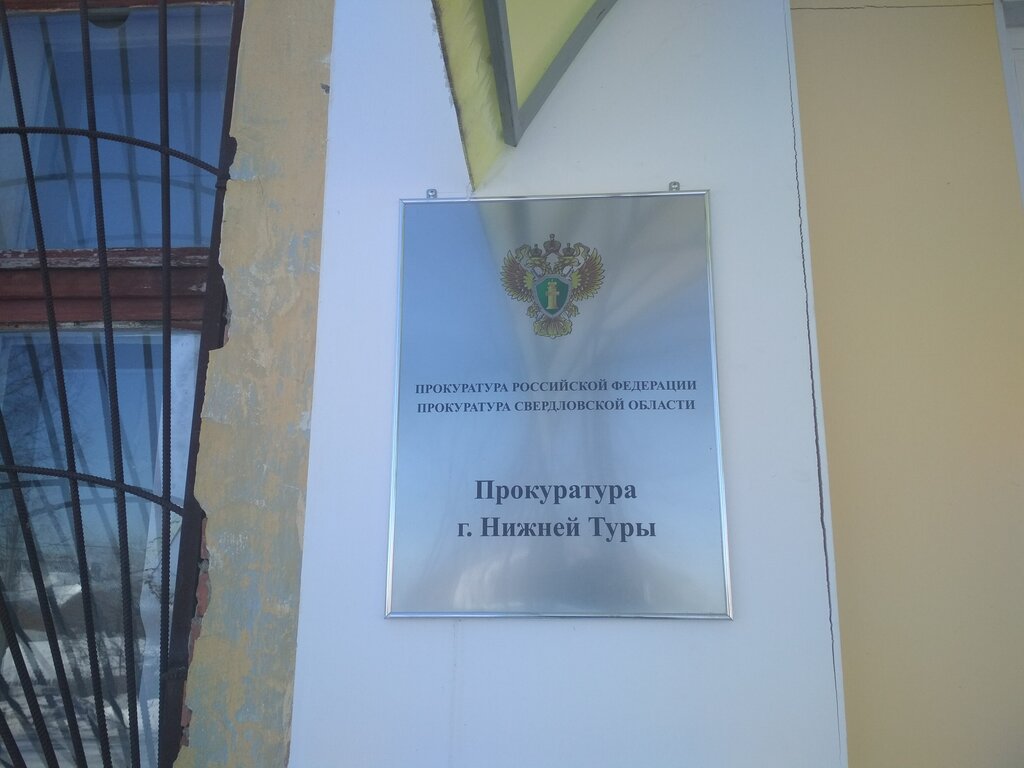 ПРОКУРАТУРА РОССИЙСКОЙ ФЕДЕРАЦИИ
ПРОКУРАТУРА СВЕРДЛОВСКОЙ ОБЛАСТИ
Прокуратура
г. Нижней Туры